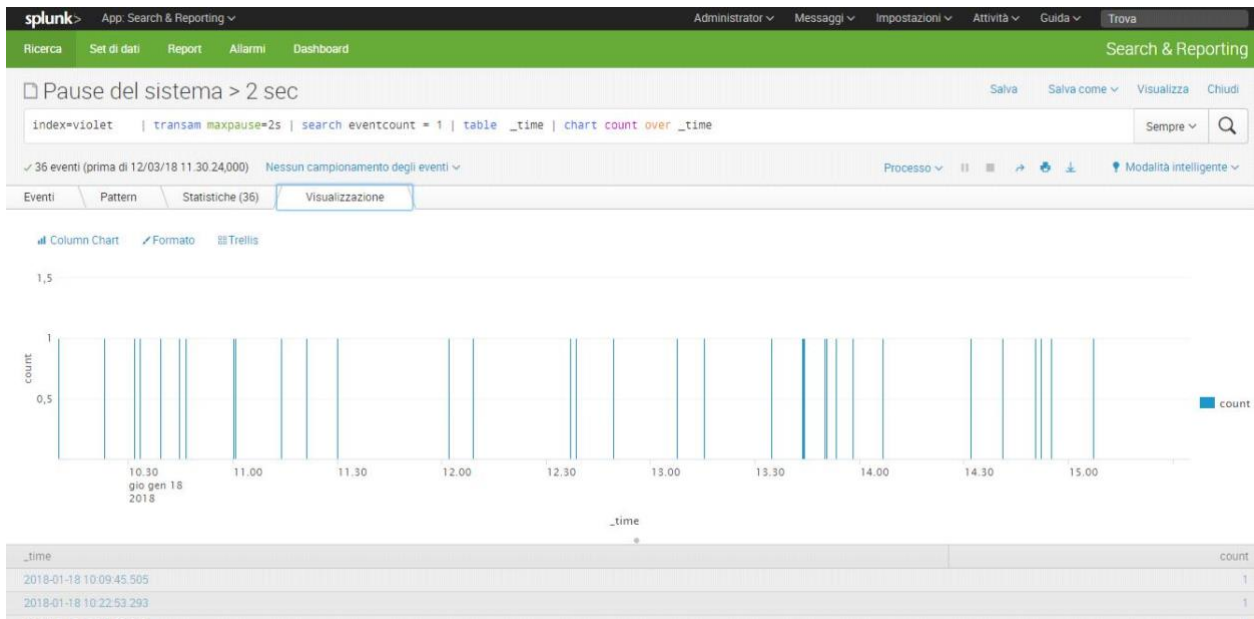 splunk> App: Search & Reporting Administrator Messaggi Impostazioni Attività Guida Trova
Ricerca Set di dati Report Allarmi Dashboard Search & Reporting
Pause del sistema > 2 sec Salva Salva come Visualizza Chiudi
index=violet | transam maxpause=2s | search eventcount = 1 | table _time | chart count over _time Sempre
36 eventi (prima di 12/03/18 11.30.24,000) Nessun campionamento degli eventi Processo Modalità intelligente
Eventi Pattern Statistiche (36) Visualizzazione
Column Chart Formato Trellis
1,5
1
0,5
count
count
10.30 11.00 11.30 12.00 12.30 13.00 13.30 14.00 14.30 15.00
gio gen 18
2018
_time
_time count
2018-01-18 10:09:45.505 1
2018-01-18 10:22:53.293 1